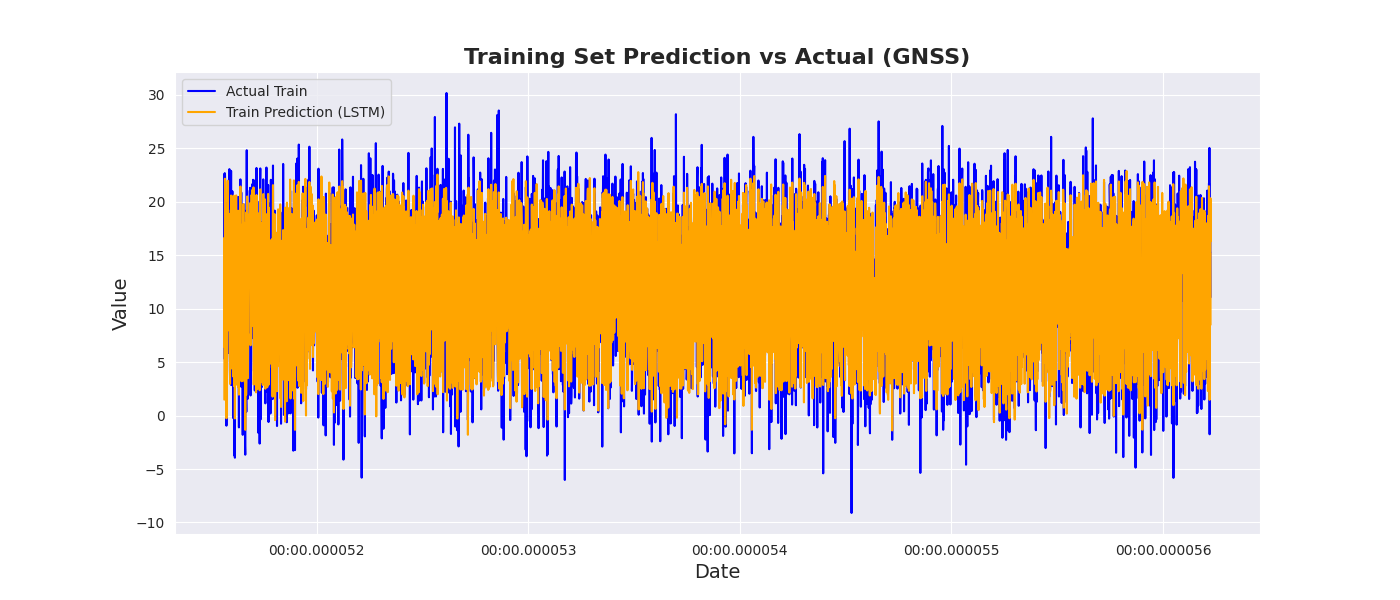 Training Set Prediction vs Actual (GNSS)
Actual Train
Train Prediction (LSTM)
30
25
20
15
10
5
0
−5
−10
Value
00:00.000052
00:00.000053
00:00.000054
00:00.000055
00:00.000056
Date